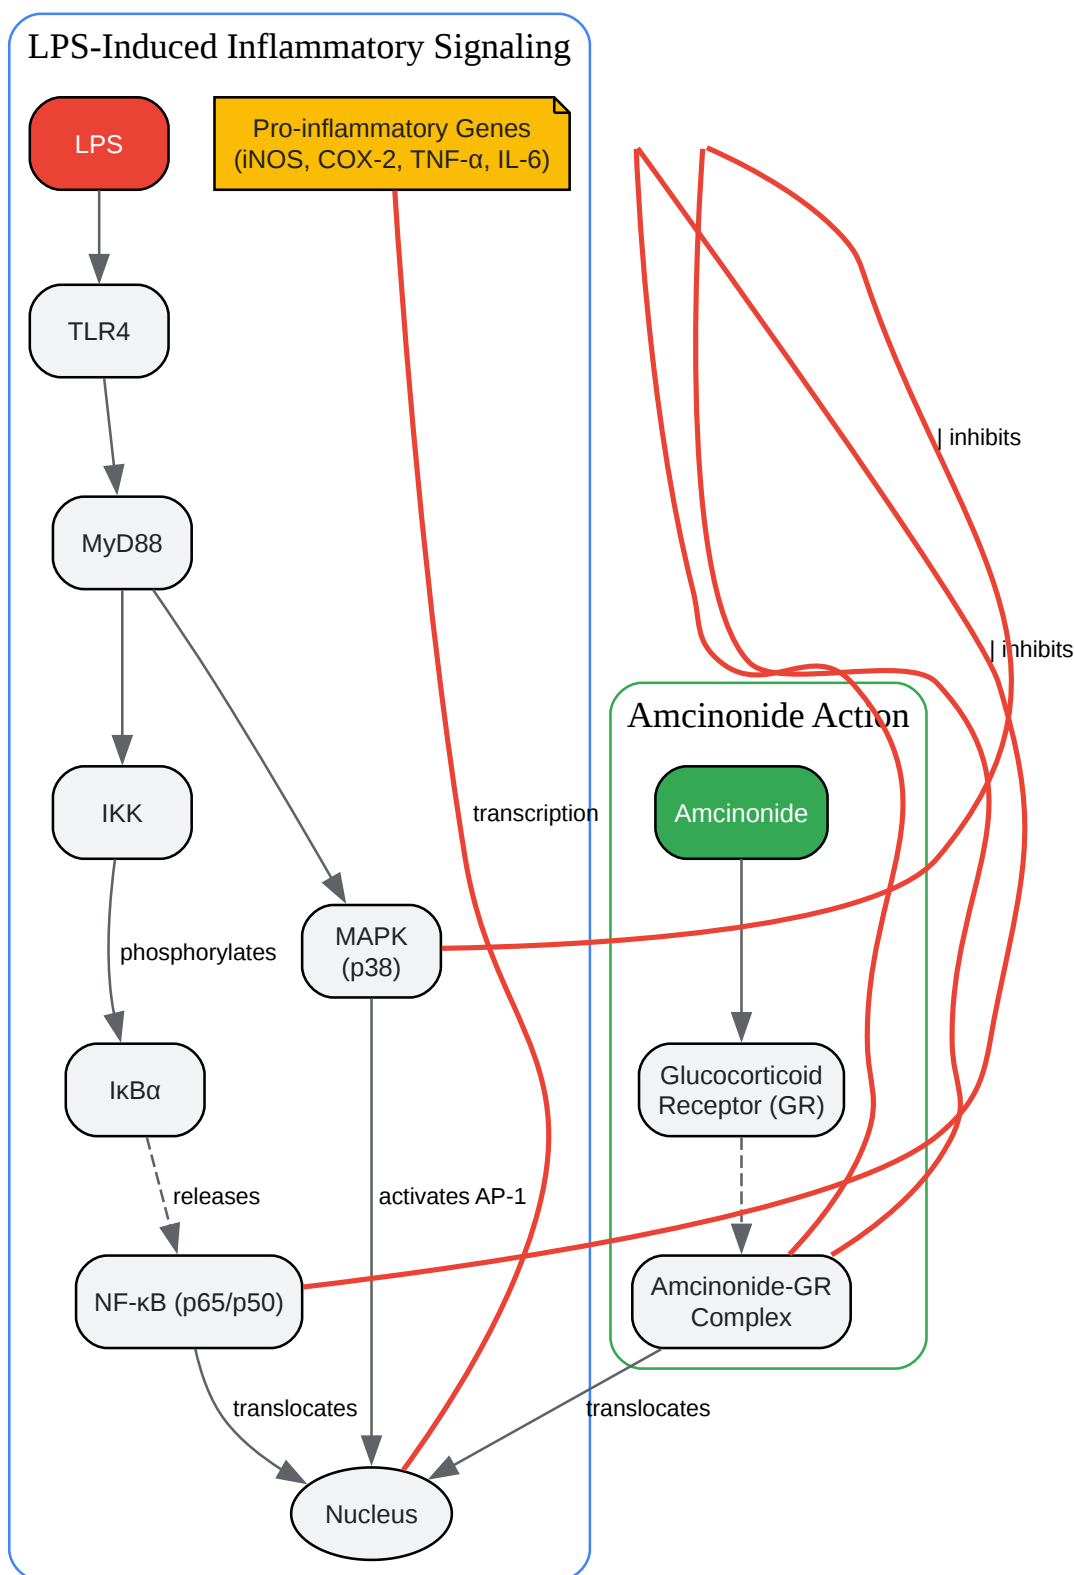 LPS-Induced Inflammatory Signaling
LPS
Pro-inflammatory Genes
(iNOS, COX-2, TNF-α, IL-6)
TLR4
| inhibits
MyD88
| inhibits
Amcinonide Action
IKK
transcription
Amcinonide
phosphorylates
MAPK
(p38)
IκBα
Glucocorticoid
Receptor (GR)
releases
activates AP-1
NF-κB (p65/p50)
Amcinonide-GR
Complex
translocates
translocates
Nucleus